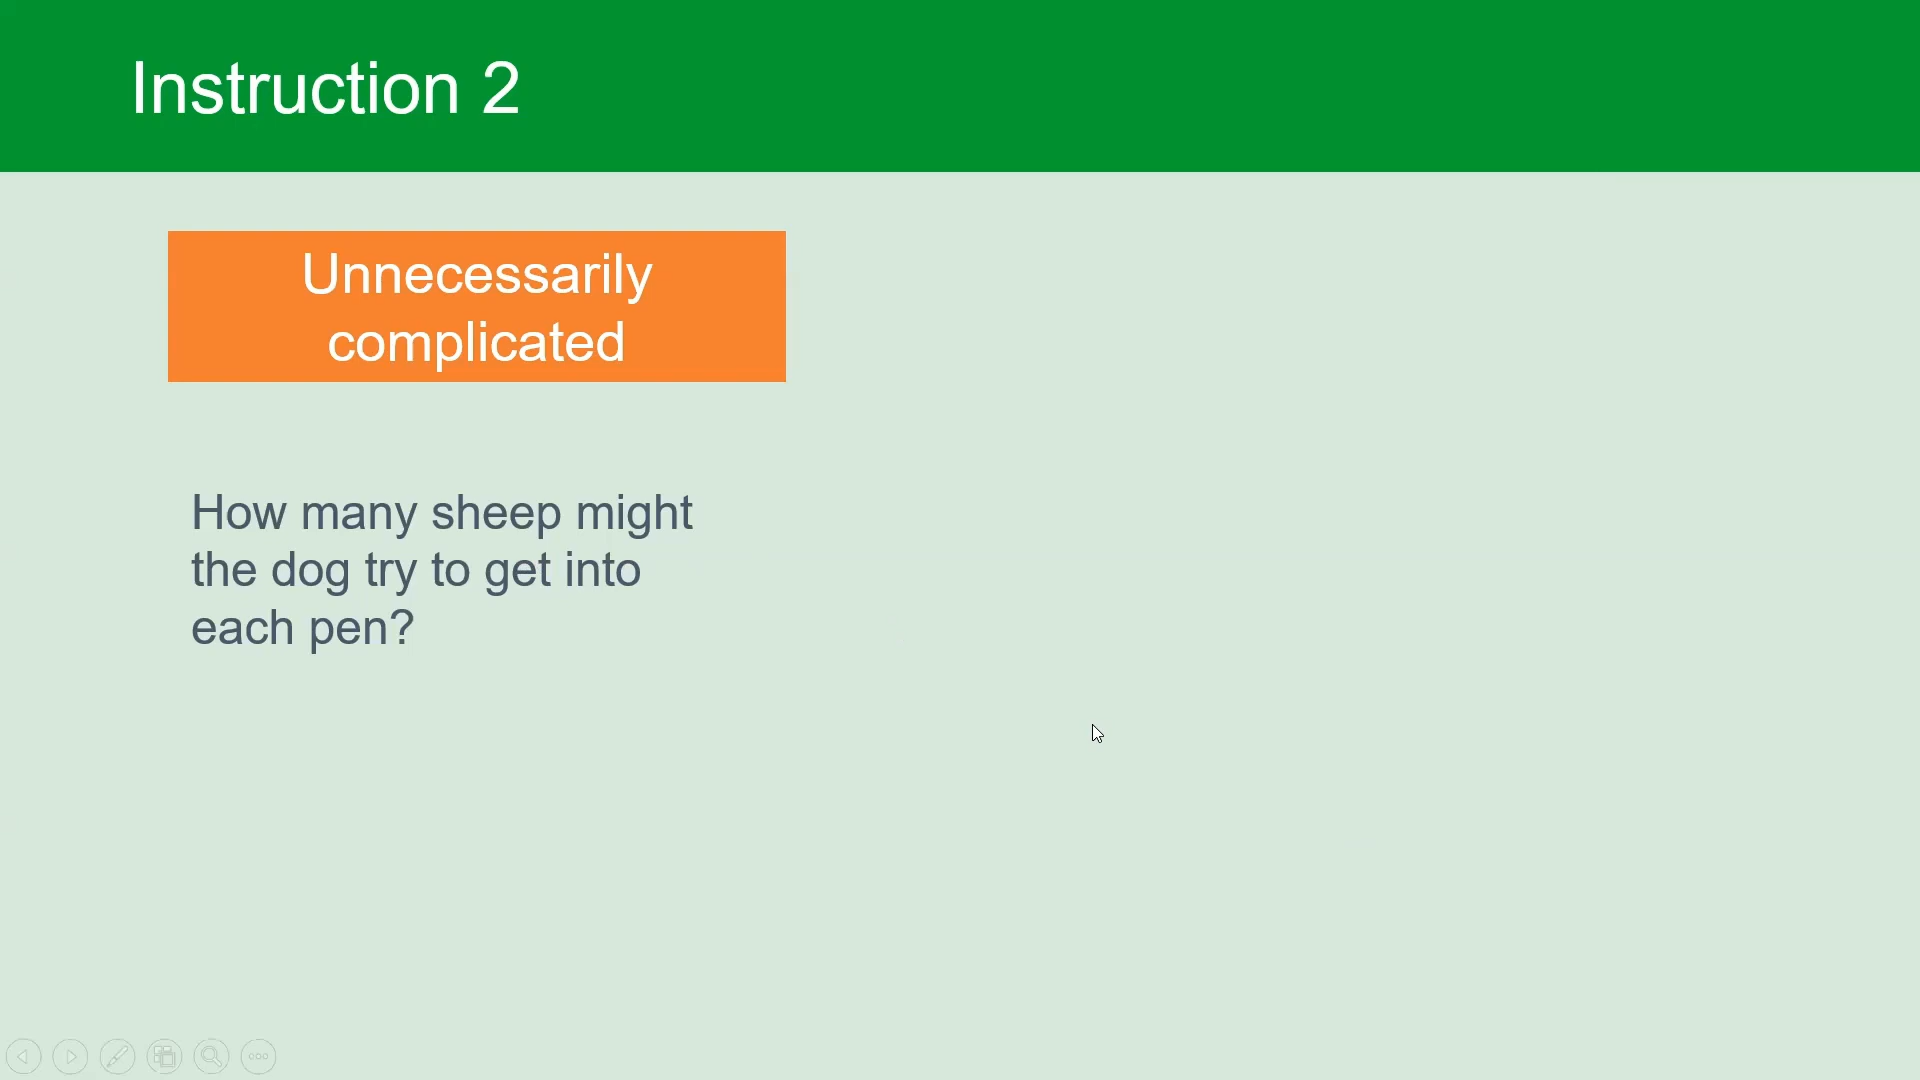 Instruction 2
Unnecessarily
complicated
How many sheep might
the dog try to get into
each pen?